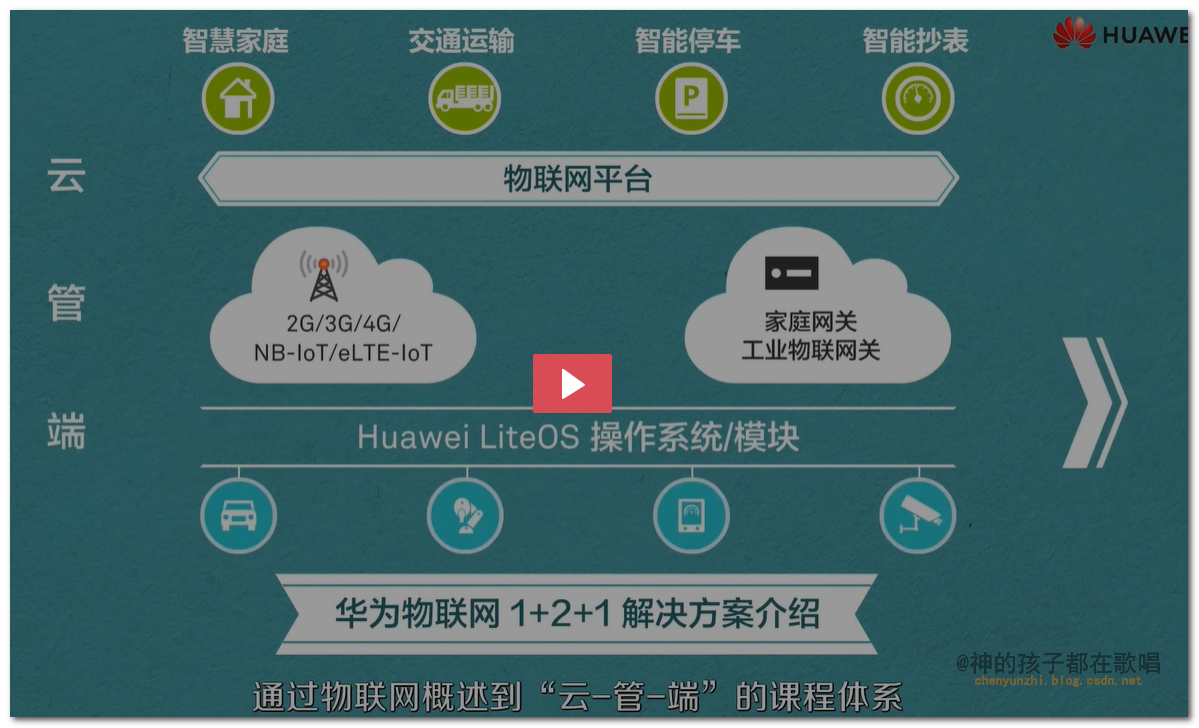 智慧家庭 交通运输 智能停车 智能抄表
HUAWE
P
云
物联网平台
管
2G/3G/4G/
NB-IoT/eLTE-IoT
家庭网关
工业物联网关
端
Huawei LiteOS 操作系统/模块
华为物联网 1+2+1 解决方案介绍
@神的孩子都在歌唱
chenyunzhi.blog.csdn.net
通过物联网概述到“云-管-端”的课程体系